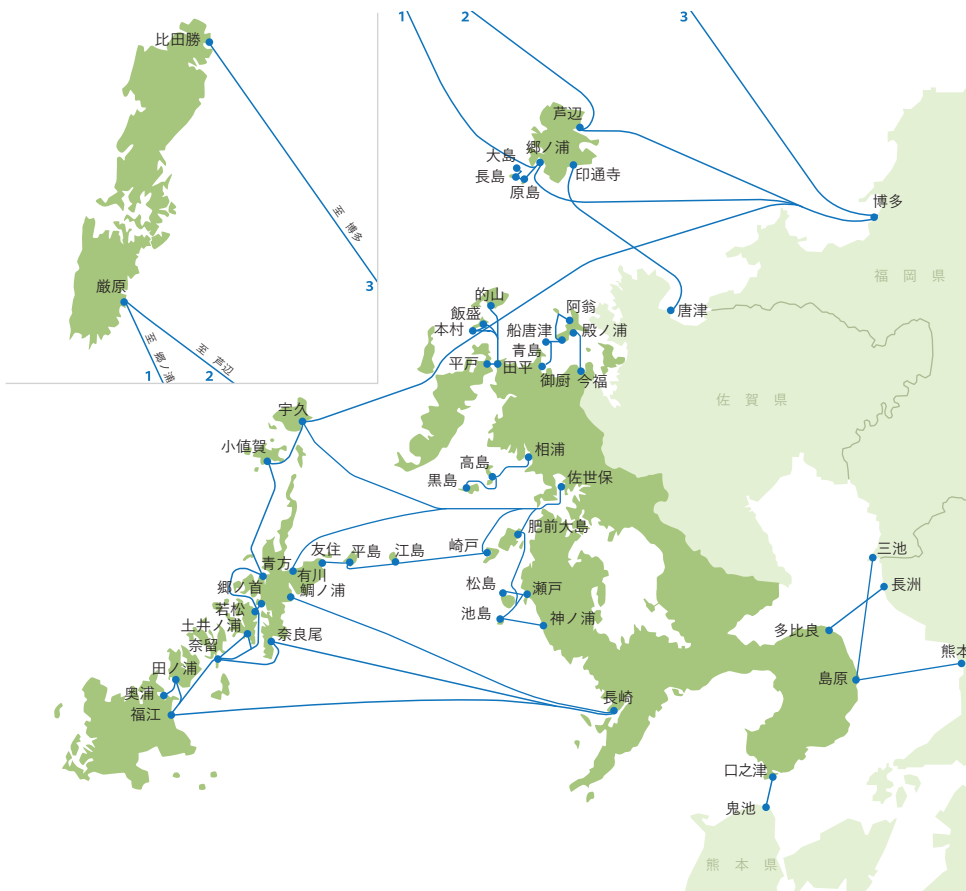 比田勝
至 博多
3
厳原
至 郷ノ浦
1
至 芦辺
2
1
2
3
芦辺
郷ノ浦
大島
長島
原島
印通寺
博多
福岡県
唐津
的山
飯盛
本村
阿翁
船唐津
殿ノ浦
青島
平戸
田平
御厨
今福
佐賀県
宇久
小値賀
相浦
高島
黒島
佐世保
肥前大島
崎戸
友住
平島
江島
青方
有川
鯛ノ浦
郷ノ首
若松
土井ノ浦
奈留
奈良尾
松島
瀬戸
池島
神ノ浦
田ノ浦
奥浦
福江
長崎
三池
長洲
多比良
島原
熊本
口之津
鬼池
熊本県